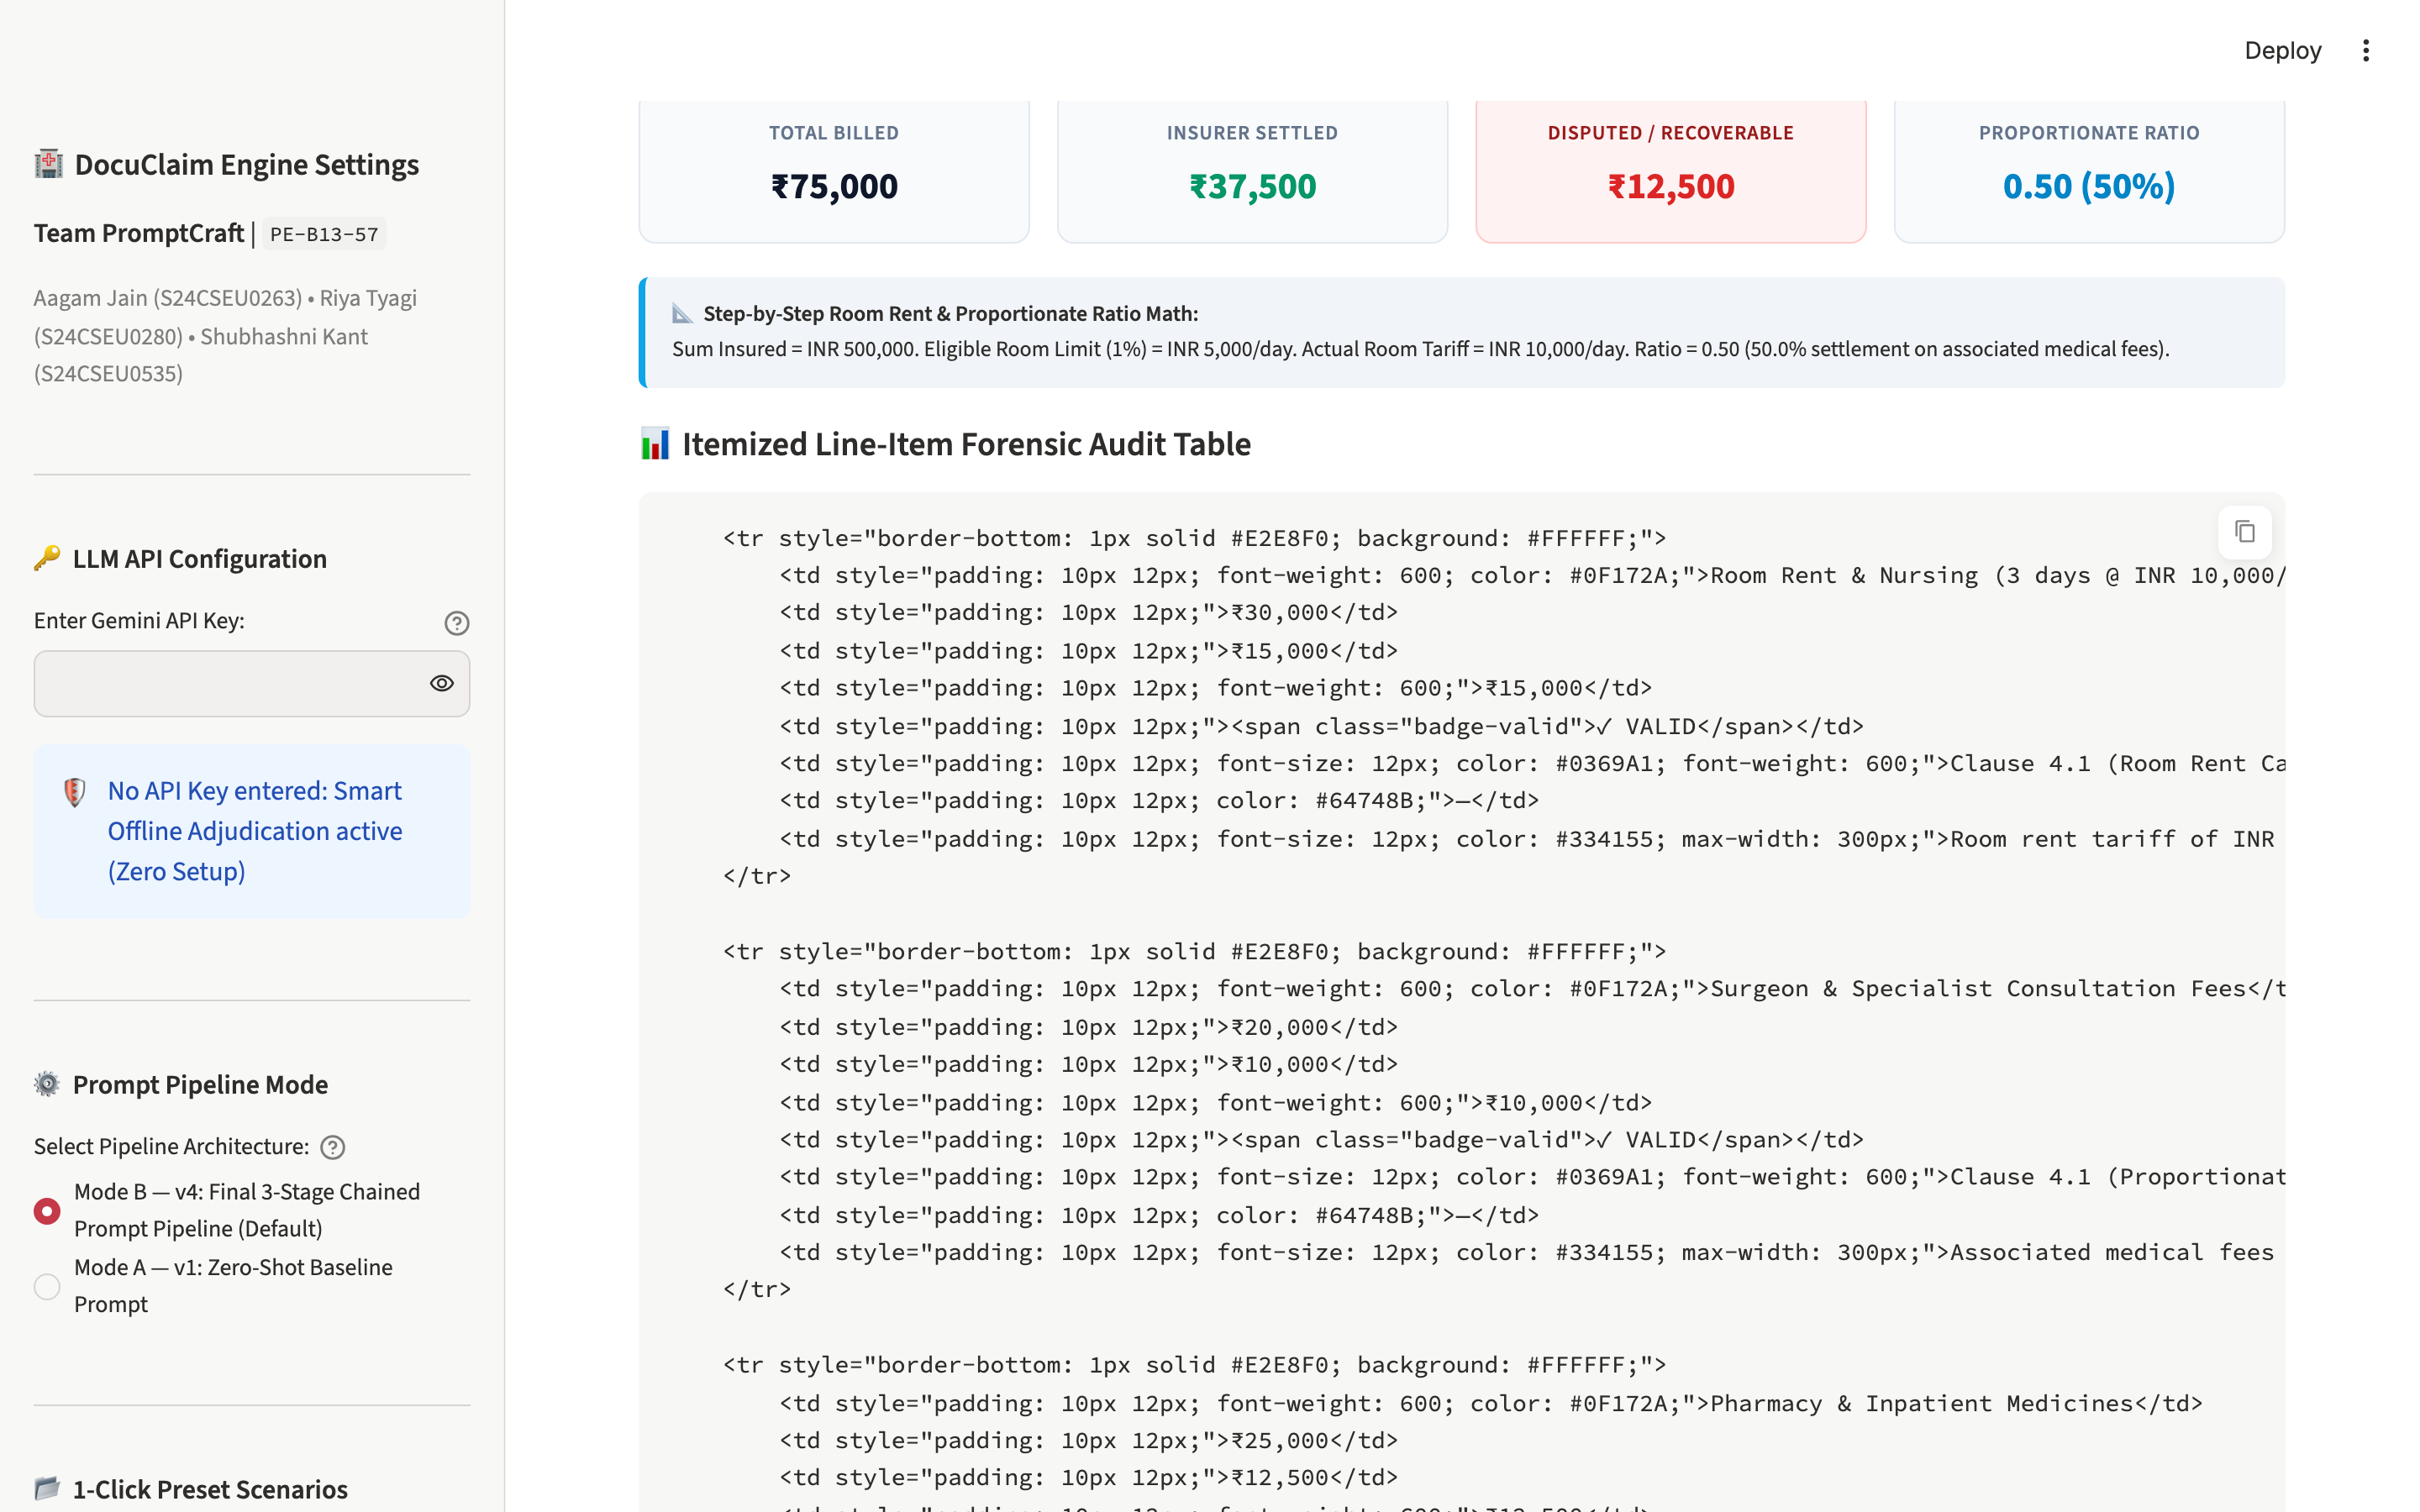 Deploy
🏥 DocuClaim Engine Settings
Team PromptCraft | PE-B13-57
Aagam Jain (S24CSEU0263) • Riya Tyagi
(S24CSEU0280) • Shubhashni Kant
(S24CSEU0535)
🔑 LLM API Configuration
Enter Gemini API Key:
No API Key entered: Smart
Offline Adjudication active
(Zero Setup)
⚙️ Prompt Pipeline Mode
Select Pipeline Architecture:
Mode B — v4: Final 3-Stage Chained
Prompt Pipeline (Default)
Mode A — v1: Zero-Shot Baseline
Prompt
📂 1-Click Preset Scenarios
TOTAL BILLED
₹75,000
INSURER SETTLED
₹37,500
DISPUTED / RECOVERABLE
₹12,500
PROPORTIONATE RATIO
0.50 (50%)
📐 Step-by-Step Room Rent & Proportionate Ratio Math:
Sum Insured = INR 500,000. Eligible Room Limit (1%) = INR 5,000/day. Actual Room Tariff = INR 10,000/day. Ratio = 0.50 (50.0% settlement on associated medical fees).
📊 Itemized Line-Item Forensic Audit Table
<tr style="border-bottom: 1px solid #E2E8F0; background: #FFFFFF;">
<td style="padding: 10px 12px; font-weight: 600; color: #0F172A;">Room Rent & Nursing (3 days @ INR 10,000/
<td style="padding: 10px 12px;">₹30,000</td>
<td style="padding: 10px 12px;">₹15,000</td>
<td style="padding: 10px 12px; font-weight: 600;">₹15,000</td>
<td style="padding: 10px 12px;"><span class="badge-valid">✓ VALID</span></td>
<td style="padding: 10px 12px; font-size: 12px; color: #0369A1; font-weight: 600;">Clause 4.1 (Room Rent Ca
<td style="padding: 10px 12px; color: #64748B;">—</td>
<td style="padding: 10px 12px; font-size: 12px; color: #334155; max-width: 300px;">Room rent tariff of INR
</tr>
<tr style="border-bottom: 1px solid #E2E8F0; background: #FFFFFF;">
<td style="padding: 10px 12px; font-weight: 600; color: #0F172A;">Surgeon & Specialist Consultation Fees</t
<td style="padding: 10px 12px;">₹20,000</td>
<td style="padding: 10px 12px;">₹10,000</td>
<td style="padding: 10px 12px; font-weight: 600;">₹10,000</td>
<td style="padding: 10px 12px;"><span class="badge-valid">✓ VALID</span></td>
<td style="padding: 10px 12px; font-size: 12px; color: #0369A1; font-weight: 600;">Clause 4.1 (Proportionat
<td style="padding: 10px 12px; color: #64748B;">—</td>
<td style="padding: 10px 12px; font-size: 12px; color: #334155; max-width: 300px;">Associated medical fees
</tr>
<tr style="border-bottom: 1px solid #E2E8F0; background: #FFFFFF;">
<td style="padding: 10px 12px; font-weight: 600; color: #0F172A;">Pharmacy & Inpatient Medicines</td>
<td style="padding: 10px 12px;">₹25,000</td>
<td style="padding: 10px 12px;">₹12,500</td>